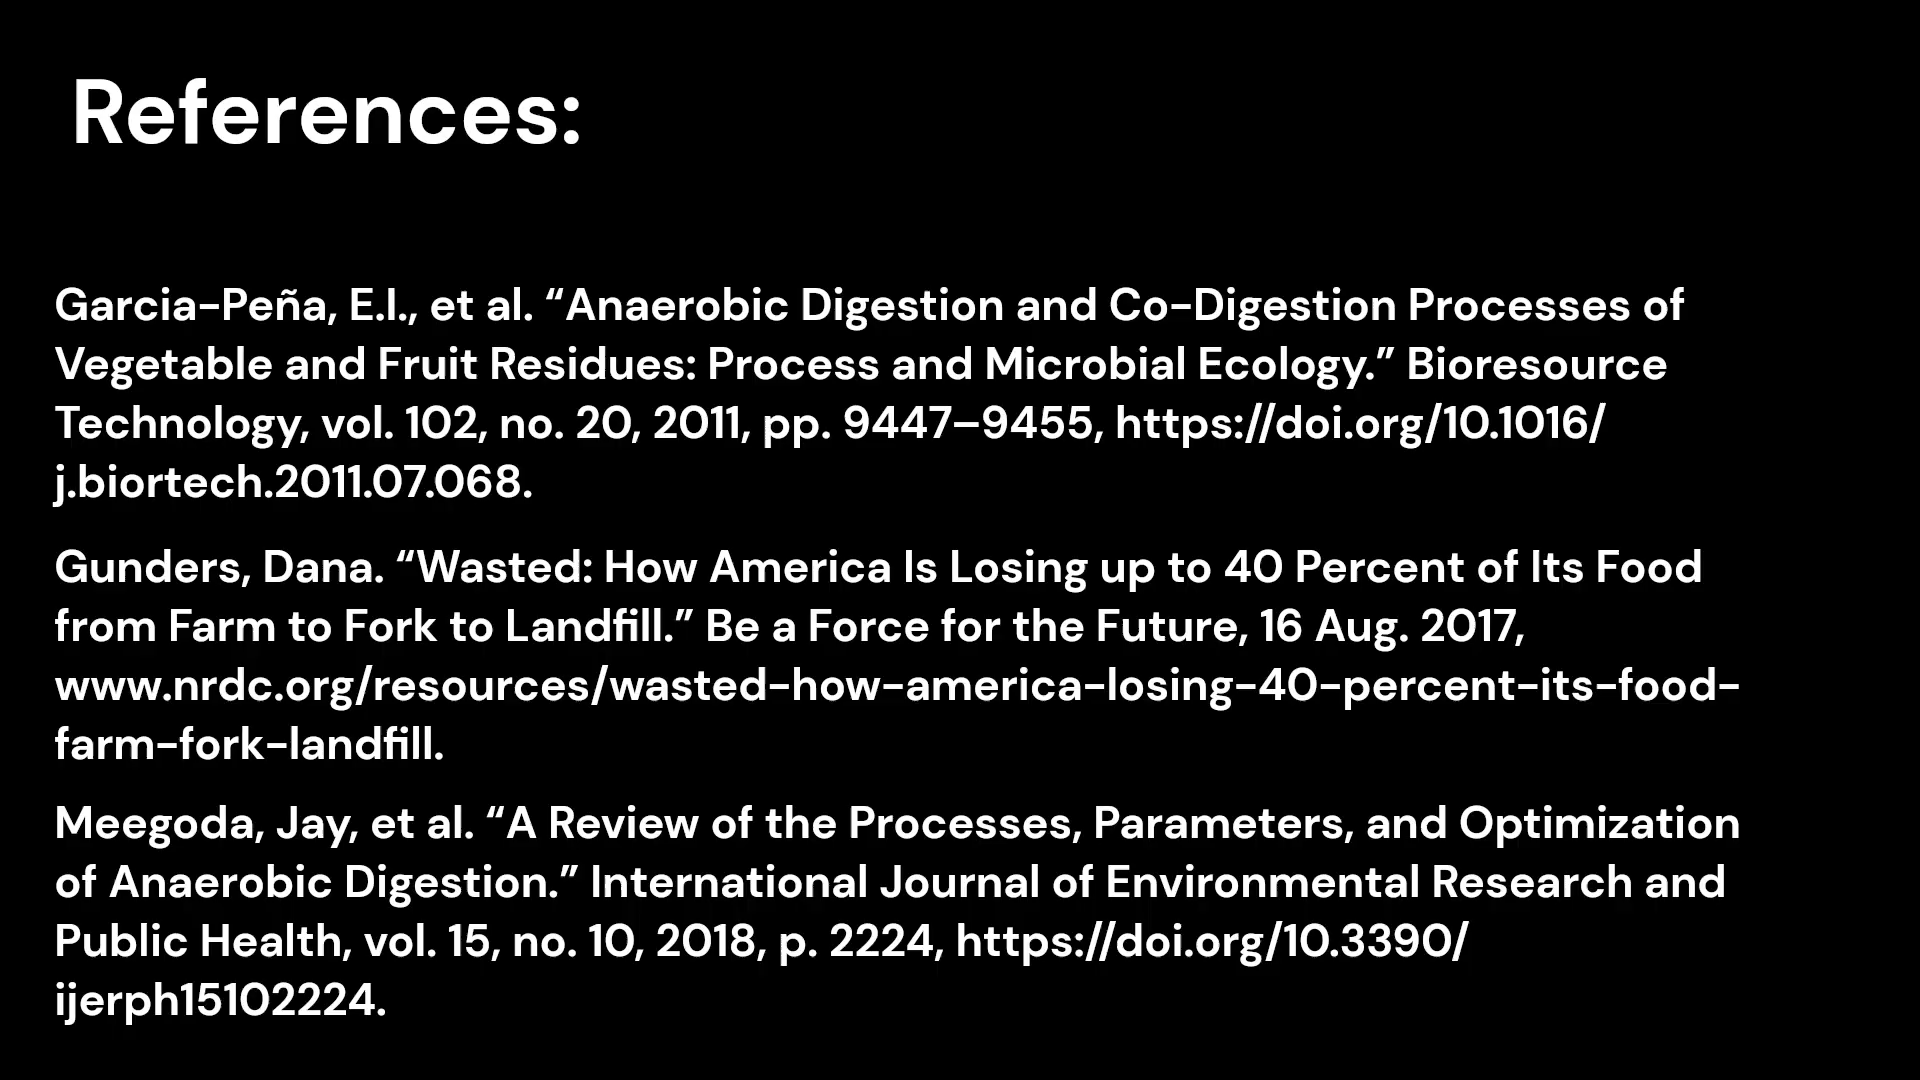 References:
Garcia-Peña, E.I., et al. “Anaerobic Digestion and Co-Digestion Processes of
Vegetable and Fruit Residues: Process and Microbial Ecology.” Bioresource
Technology, vol. 102, no. 20, 2011, pp. 9447–9455, https://doi.org/10.1016/
j.biortech.2011.07.068.
Gunders, Dana. “Wasted: How America Is Losing up to 40 Percent of Its Food
from Farm to Fork to Landfill.” Be a Force for the Future, 16 Aug. 2017,
www.nrdc.org/resources/wasted-how-america-losing-40-percent-its-food-
farm-fork-landfill.
Meegoda, Jay, et al. “A Review of the Processes, Parameters, and Optimization
of Anaerobic Digestion.” International Journal of Environmental Research and
Public Health, vol. 15, no. 10, 2018, p. 2224, https://doi.org/10.3390/
ijerph15102224.